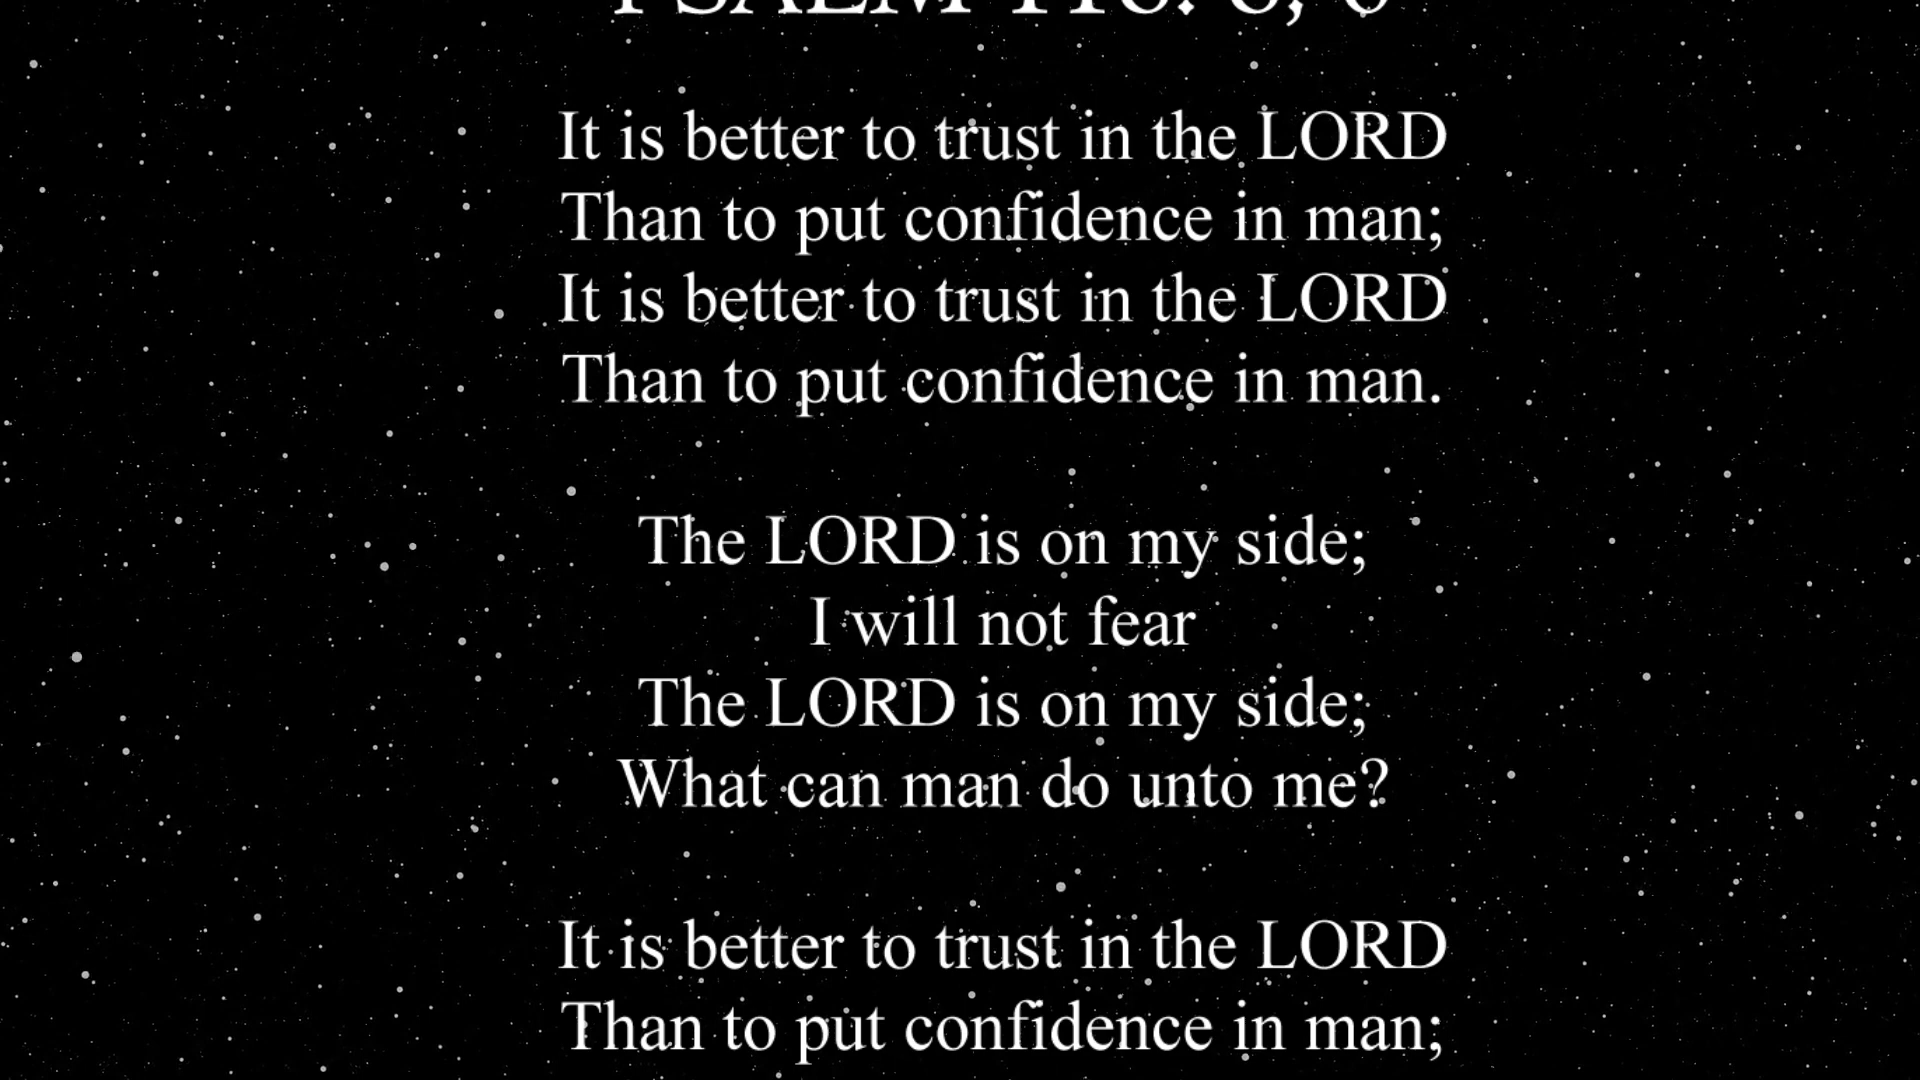 It is better to trust in the LORD
Than to put confidence in man;
It is better to trust in the LORD
Than to put confidence in man.
The LORD is on my side;
I will not fear
The LORD is on my side;
What can man do unto me?
It is better to trust in the LORD
Than to put confidence in man;